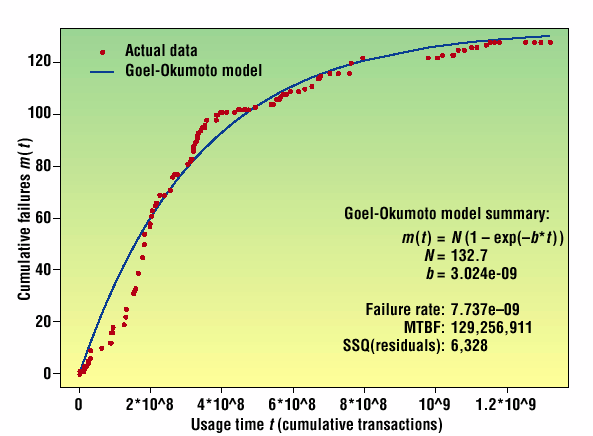 Actual data
Goel-Okumoto model
120
100
80
60
40
20
0
Cumulative failures m(t)
Goel-Okumoto model summary:
m(t) = N (1 – exp(–b*t))
N = 132.7
b = 3.024e-09
Failure rate: 7.737e–09
MTBF: 129,256,911
SSQ(residuals): 6,328
0 2*10^8 4*10^8 6*10^8 8*10^8 10^9 1.2*10^9
Usage time t (cumulative transactions)